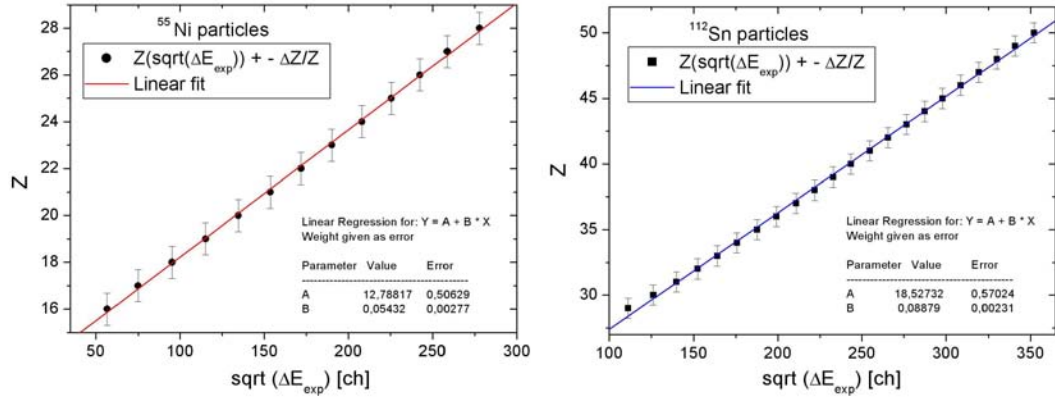 55Ni particles
Z(sqrt(ΔEexp)) + - ΔZ/Z
Linear fit
28
26
24
22
20
18
16
Z
Linear Regression for: Y = A + B * X
Weight given as error
Parameter Value Error
A 12,78817 0,50629
B 0,05432 0,00277
50 100 150 200 250 300
sqrt (ΔEexp) [ch]
112Sn particles
Z(sqrt(ΔEexp)) + - ΔZ/Z
Linear fit
50
45
40
35
30
Z
Linear Regression for: Y = A + B * X
Weight given as error
Parameter Value Error
A 18,52732 0,57024
B 0,08879 0,00231
100 150 200 250 300 350
sqrt (ΔEexp) [ch]